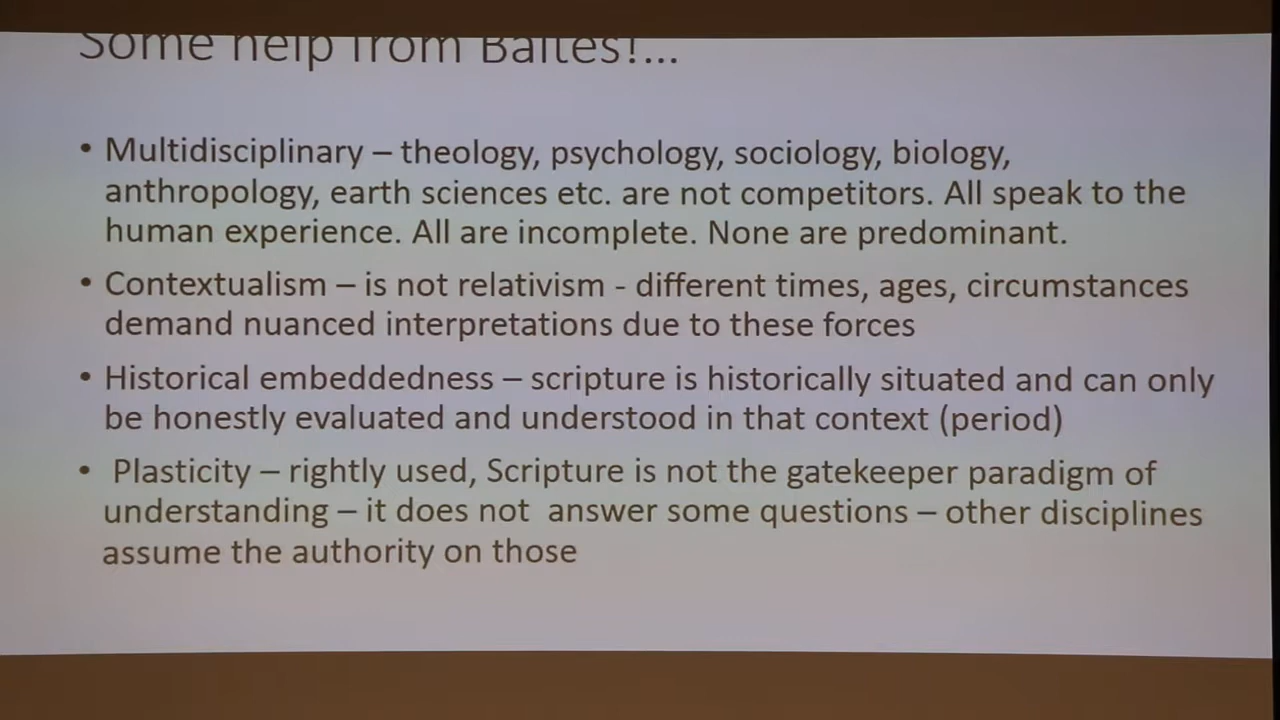 Some help from Baltes!...
• Multidisciplinary – theology, psychology, sociology, biology,
anthropology, earth sciences etc. are not competitors. All speak to the
human experience. All are incomplete. None are predominant.
• Contextualism – is not relativism - different times, ages, circumstances
demand nuanced interpretations due to these forces
• Historical embeddedness – scripture is historically situated and can only
be honestly evaluated and understood in that context (period)
• Plasticity – rightly used, Scripture is not the gatekeeper paradigm of
understanding – it does not answer some questions – other disciplines
assume the authority on those